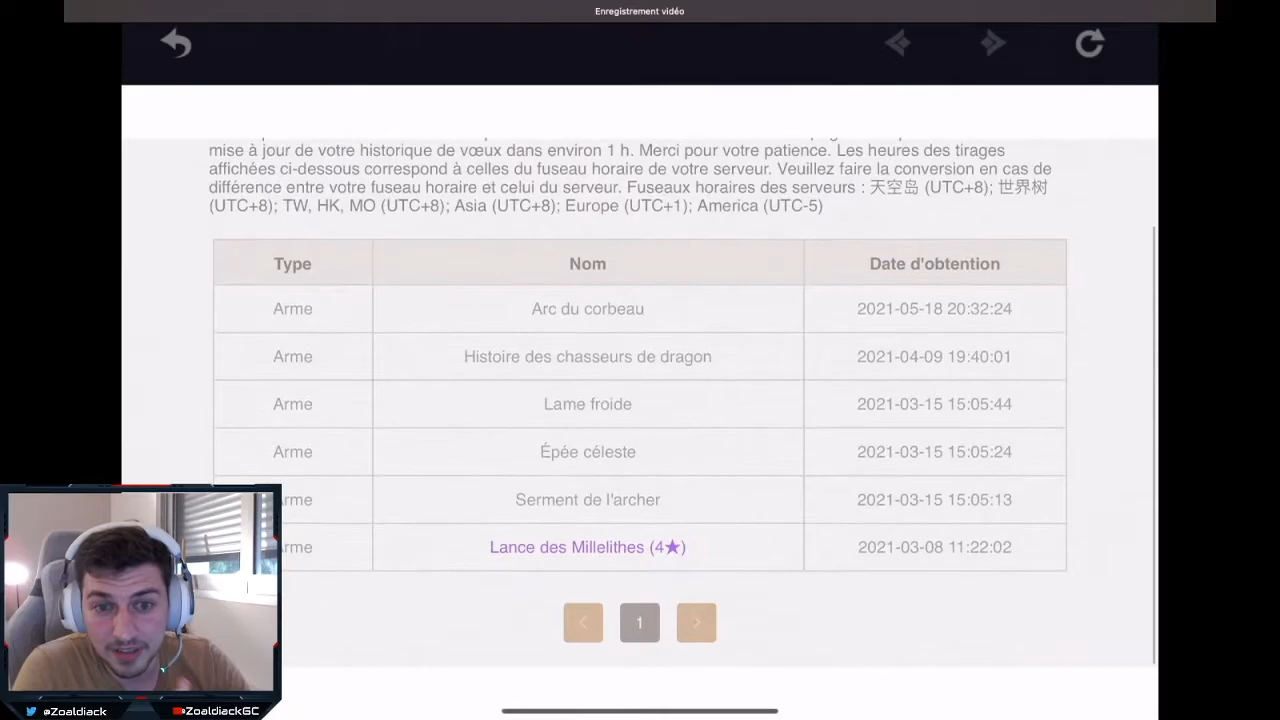 Enregistrement vidéo
mise à jour de votre historique de vœux dans environ 1 h. Merci pour votre patience. Les heures des tirages
affichées ci-dessous correspond à celles du fuseau horaire de votre serveur. Veuillez faire la conversion en cas de
différence entre votre fuseau horaire et celui du serveur. Fuseaux horaires des serveurs : 天空岛 (UTC+8); 世界树
(UTC+8); TW, HK, MO (UTC+8); Asia (UTC+8); Europe (UTC+1); America (UTC-5)
Type Nom Date d'obtention
Arme Arc du corbeau 2021-05-18 20:32:24
Arme Histoire des chasseurs de dragon 2021-04-09 19:40:01
Arme Lame froide 2021-03-15 15:05:44
Arme Épée céleste 2021-03-15 15:05:24
rme Serment de l'archer 2021-03-15 15:05:13
rme Lance des Millelithes (4★) 2021-03-08 11:22:02
< 1 >
@Zoaldiack ZoaldiackGC